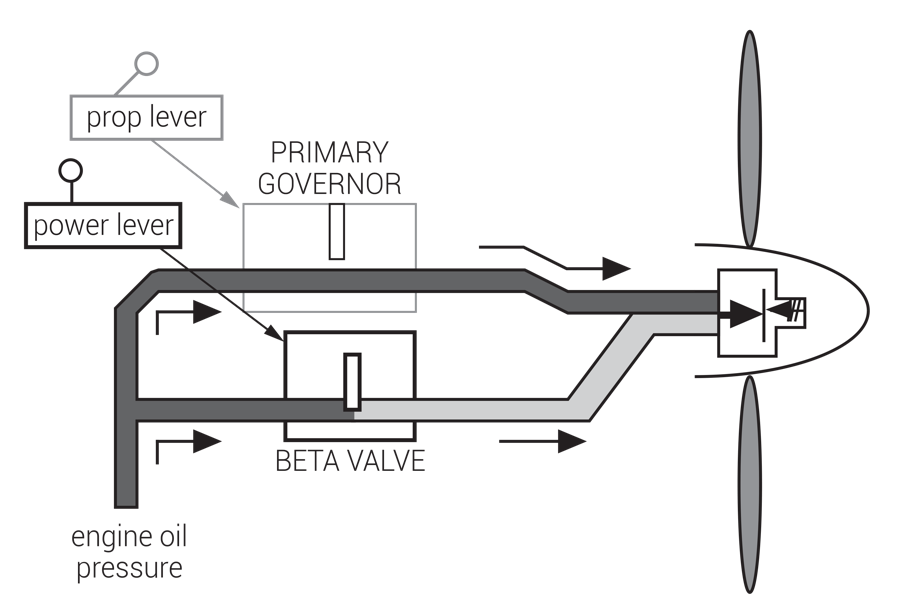 prop lever
PRIMARY
GOVERNOR
power lever
BETA VALVE
engine oil
pressure